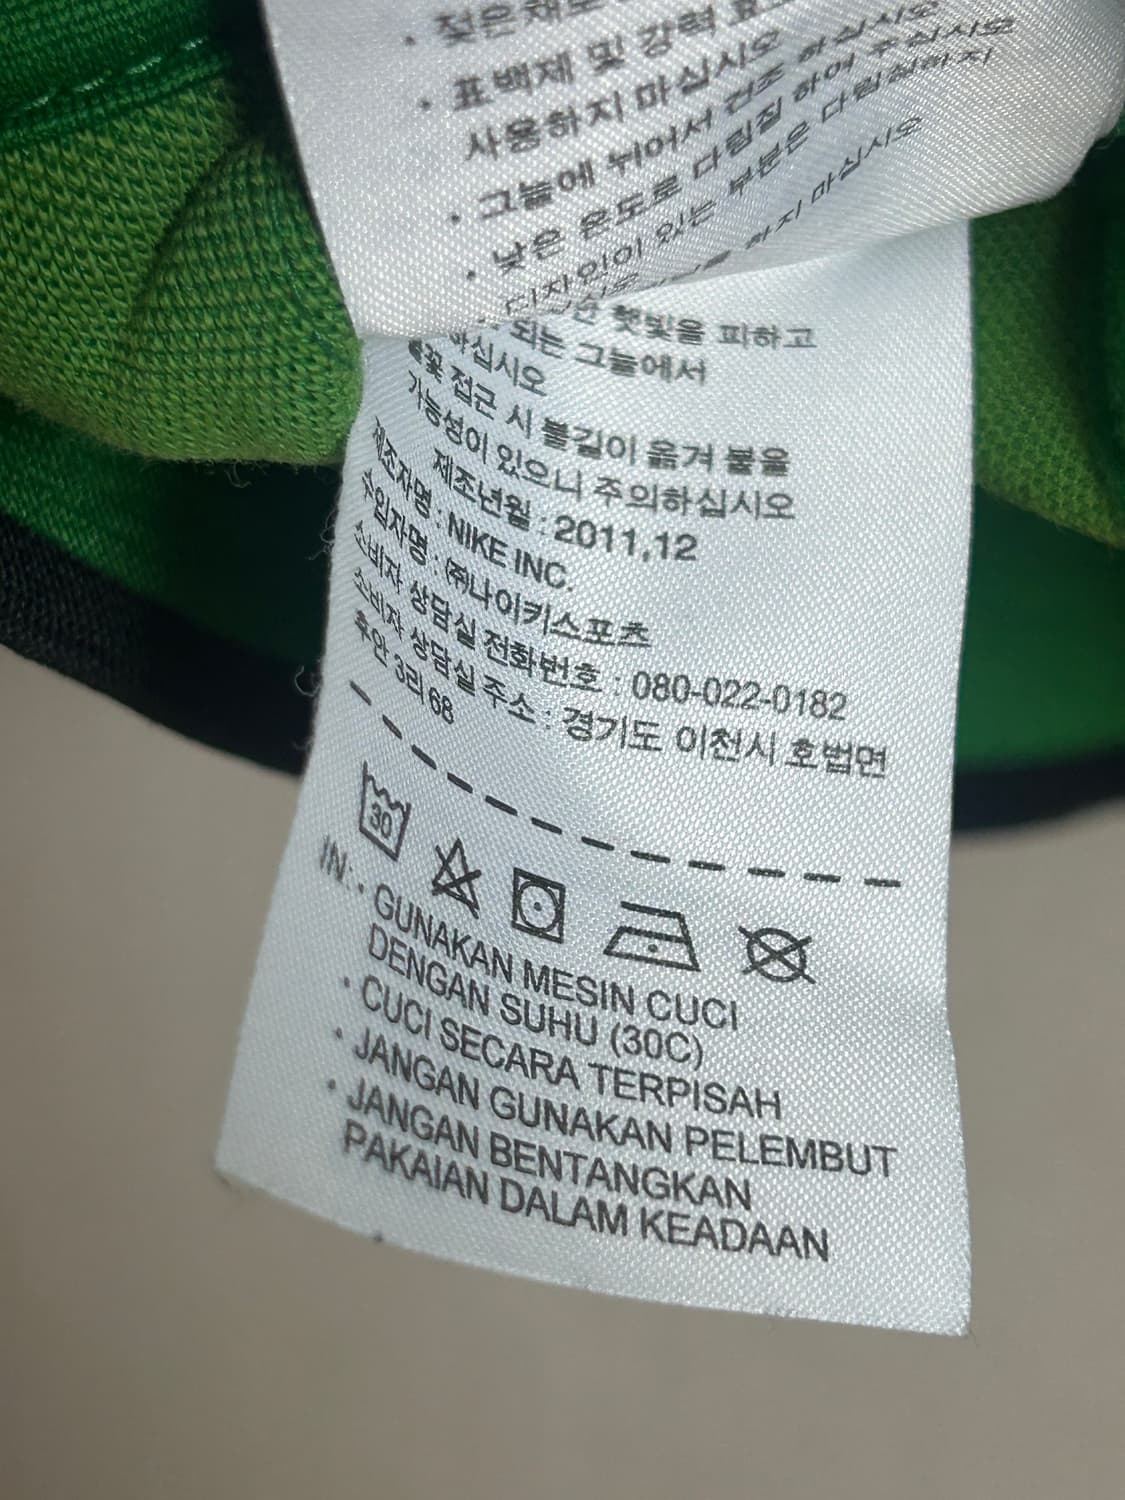 · 젖은채로
· 표백제 및 강력
사용하지 마십시오
· 그늘에 뉘어서 건조 하십시오
· 낮은 온도로 다림질 하여 주십시오
디자인이 있는 부분은 다림질하지
하지 마십시오
햇빛을 피하고
되는 그늘에서
마십시오
불꽃 접근 시 불길이 옮겨 붙을
가능성이 있으니 주의하십시오
제조년월 : 2011,12
제조자명 : NIKE INC.
수입자명 : ㈜나이키스포츠
소비자 상담실 전화번호 : 080-022-0182
소비자 상담실 주소 : 경기도 이천시 호법면
후안 3리 68
30
IN: · GUNAKAN MESIN CUCI
DENGAN SUHU (30C)
· CUCI SECARA TERPISAH
· JANGAN GUNAKAN PELEMBUT
· JANGAN BENTANGKAN
PAKAIAN DALAM KEADAAN